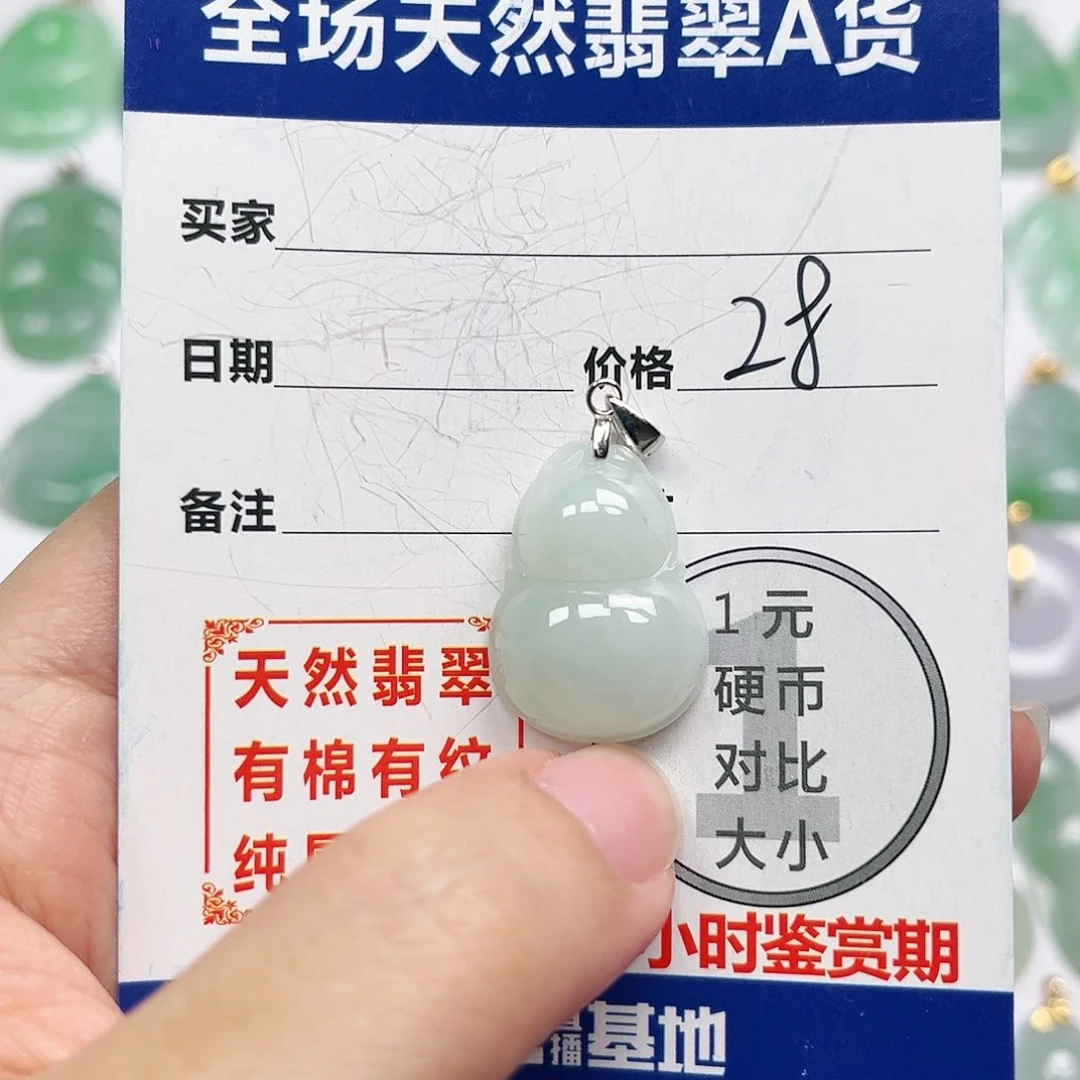 全场天然翡翠A货
买家
日期
价格 28
备注
天然翡翠
有棉有纹
纯
1元
硬币
对比
大小
小时鉴赏期
播基地